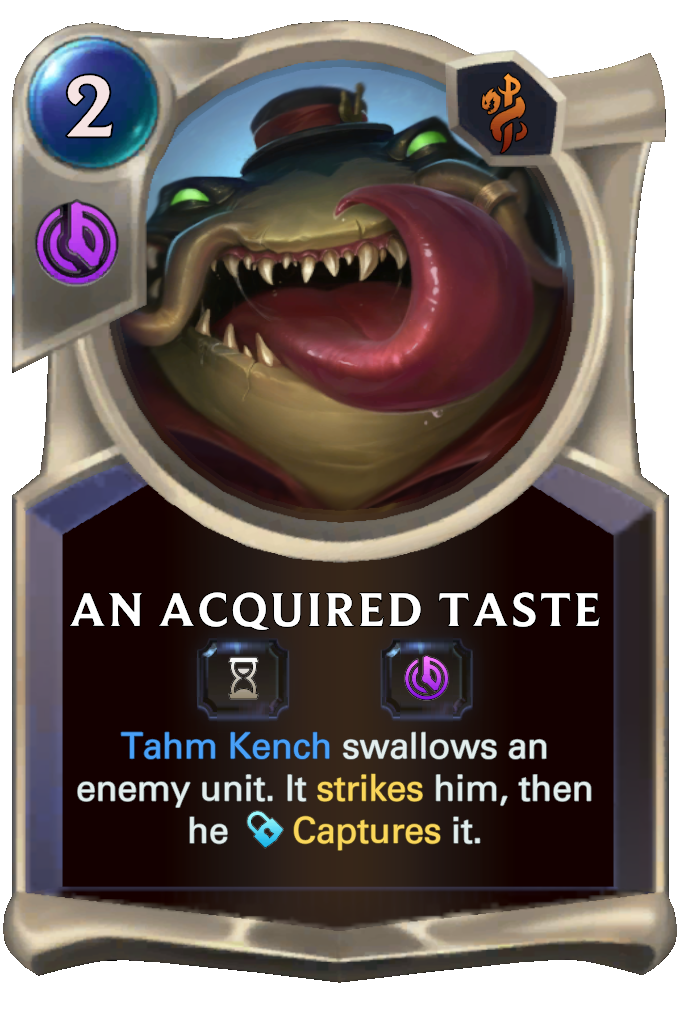 2
AN ACQUIRED TASTE
Tahm Kench swallows an
enemy unit. It strikes him, then
he Captures it.